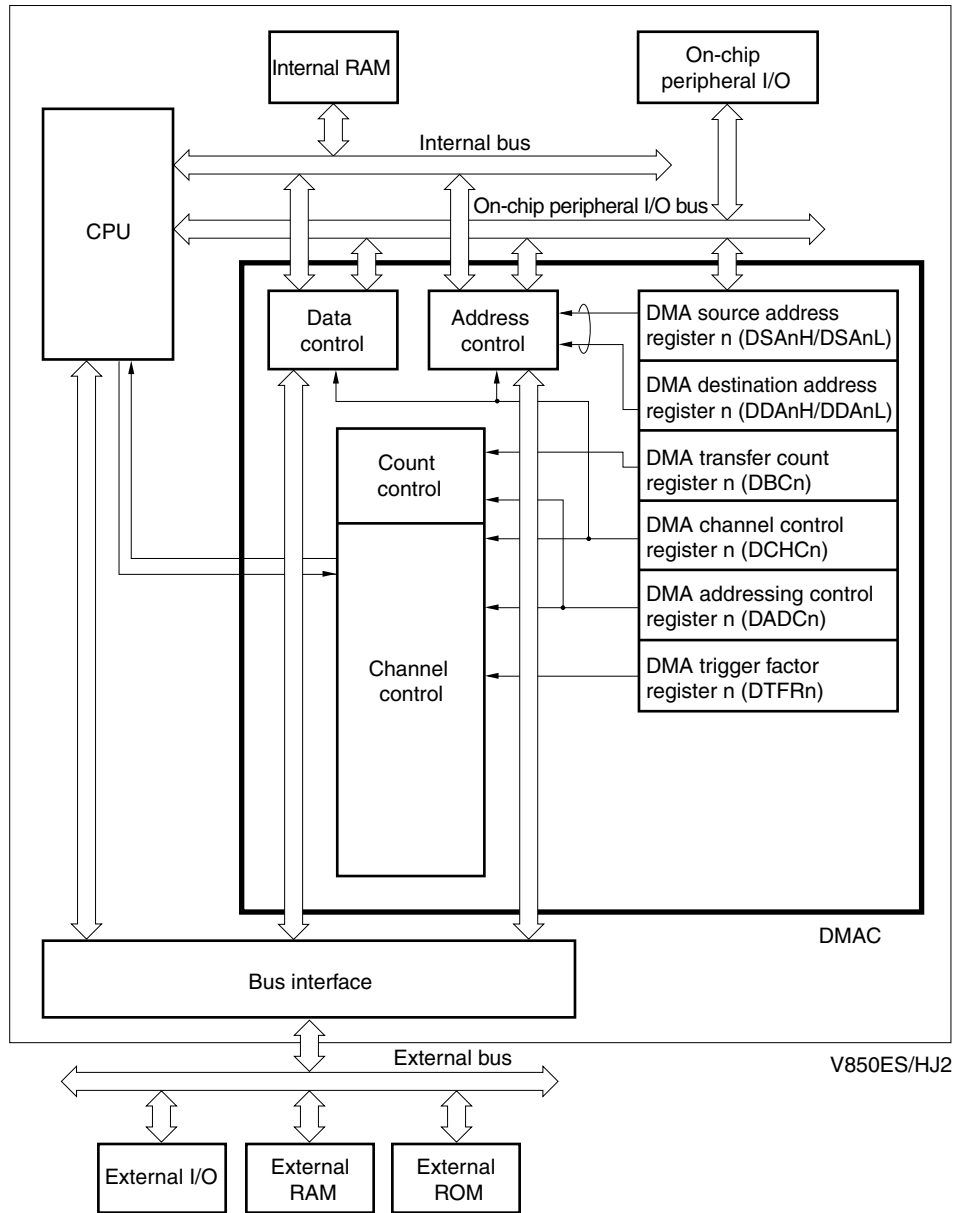 Internal RAM
On-chip
peripheral I/O
Internal bus
On-chip peripheral I/O bus
CPU
Data
control
Address
control
DMA source address
register n (DSAnH/DSAnL)
DMA destination address
register n (DDAnH/DDAnL)
DMA transfer count
register n (DBCn)
DMA channel control
register n (DCHCn)
DMA addressing control
register n (DADCn)
DMA trigger factor
register n (DTFRn)
Count
control
Channel
control
DMAC
Bus interface
V850ES/HJ2
External bus
External I/O
External
RAM
External
ROM